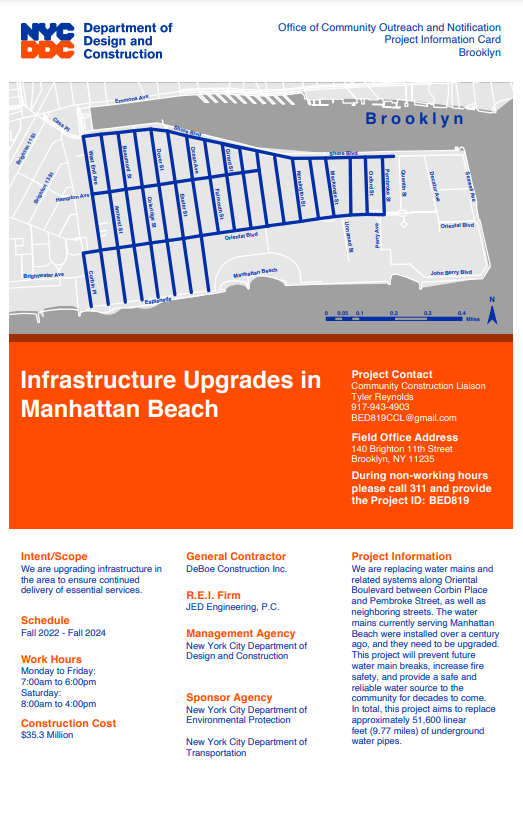 NYC
DDC
Department of
Design and
Construction
Office of Community Outreach and Notification
Project Information Card
Brooklyn
Emmons Ave
Brooklyn
Cass Pl
Shore Blvd
Shore Blvd
Brighton 11 St
Brighton 13 St
West End Ave
Beaumont St
Dover St
Ocean Ave
Girard St
Kensington St
Mackenzie St
Oxford St
Pembroke St
Quentin St
Decatur Ave
Seawall Ave
Hampton Ave
Amherst St
Coleridge St
Exeter St
Falmouth St
Oriental Blvd
Oriental Blvd
Norwood St
Perry Ave
Brightwater Ave
Corbin Pl
Manhattan Beach
John Berry Blvd
Esplanade
N
0 0.05 0.1 0.2 0.3 0.4
Miles
Infrastructure Upgrades in
Manhattan Beach
Project Contact
Community Construction Liaison
Tyler Reynolds
917-943-4903
BED819CCL@gmail.com
Field Office Address
140 Brighton 11th Street
Brooklyn, NY 11235
During non-working hours
please call 311 and provide
the Project ID: BED819
Intent/Scope
We are upgrading infrastructure in
the area to ensure continued
delivery of essential services.
Schedule
Fall 2022 - Fall 2024
Work Hours
Monday to Friday:
7:00am to 6:00pm
Saturday:
8:00am to 4:00pm
Construction Cost
$35.3 Million
General Contractor
DeBoe Construction Inc.
R.E.I. Firm
JED Engineering, P.C.
Management Agency
New York City Department of
Design and Construction
Sponsor Agency
New York City Department of
Environmental Protection
New York City Department of
Transportation
Project Information
We are replacing water mains and
related systems along Oriental
Boulevard between Corbin Place
and Pembroke Street, as well as
neighboring streets. The water
mains currently serving Manhattan
Beach were installed over a century
ago, and they need to be upgraded.
This project will prevent future
water main breaks, increase fire
safety, and provide a safe and
reliable water source to the
community for decades to come.
In total, this project aims to replace
approximately 51,600 linear
feet (9.77 miles) of underground
water pipes.